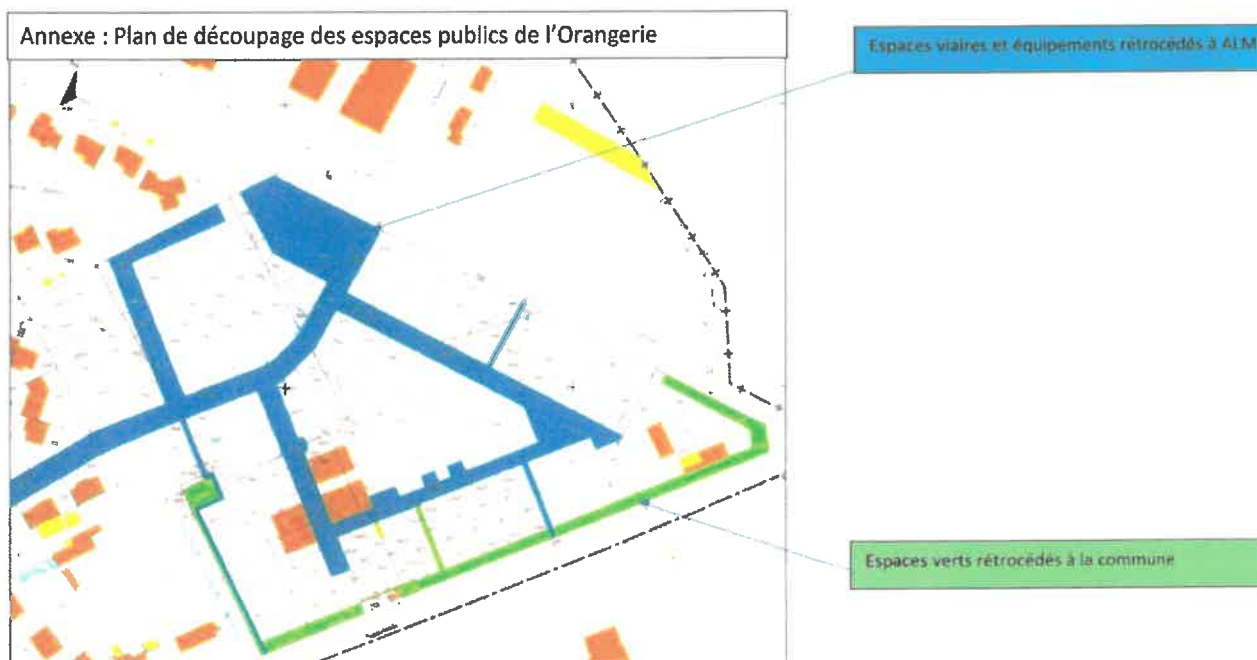 Annexe : Plan de découpage des espaces publics de l'Orangerie
Espaces viaires et équipements rétrocédés à ALM
Espaces verts rétrocédés à la commune